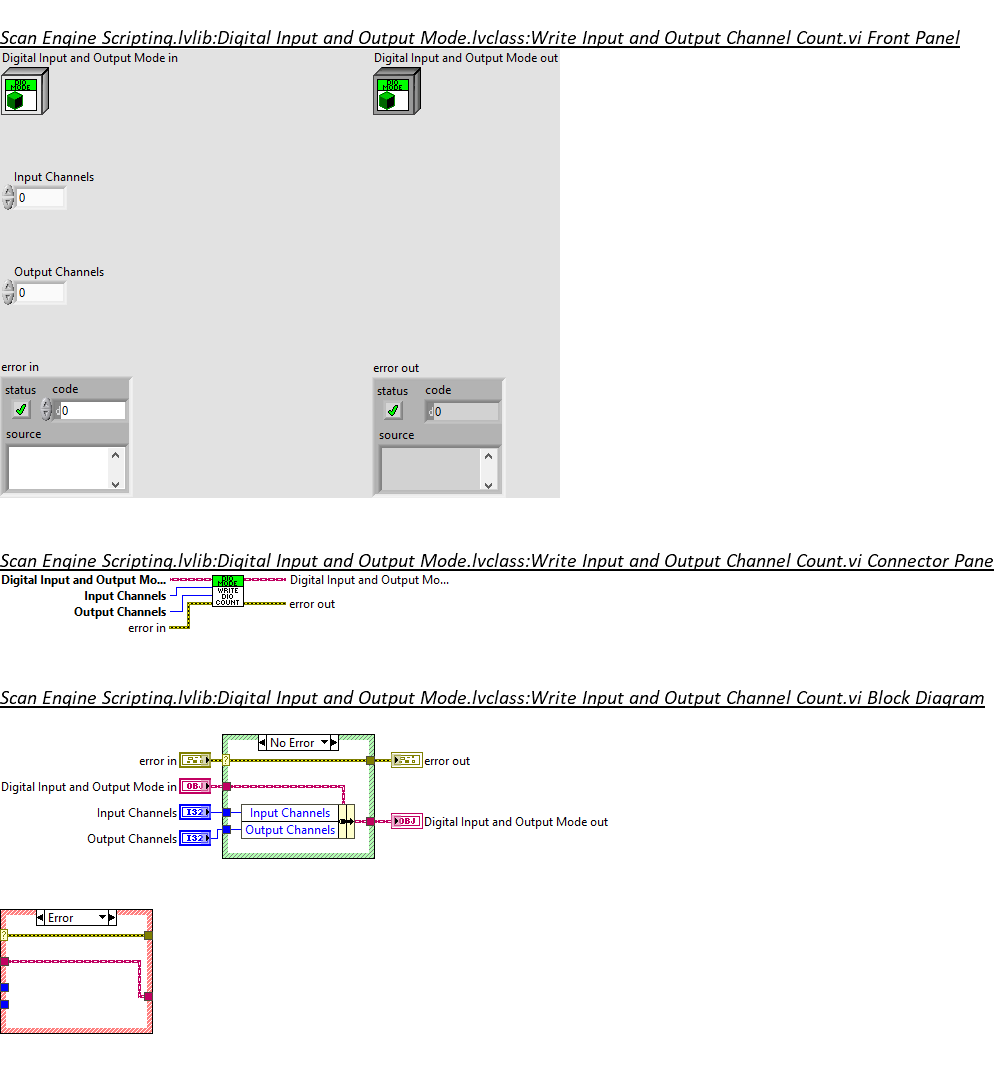 Scan Engine Scripting.lvlib:Digital Input and Output Mode.lvclass:Write Input and Output Channel Count.vi Front Panel
Digital Input and Output Mode in
Digital Input and Output Mode out
DIO
MODE
DIO
MODE
Input Channels
0
Output Channels
0
error in
status
code
d0
source
error out
status
code
d0
source
Scan Engine Scripting.lvlib:Digital Input and Output Mode.lvclass:Write Input and Output Channel Count.vi Connector Pane
Digital Input and Output Mo...
Input Channels
Output Channels
error in
DIO
MODE
WRITE
DIO
COUNT
Digital Input and Output Mo...
error out
Scan Engine Scripting.lvlib:Digital Input and Output Mode.lvclass:Write Input and Output Channel Count.vi Block Diagram
No Error
error in
?
error out
Digital Input and Output Mode in
OBJ
Input Channels
I32
Input Channels
Output Channels
I32
Output Channels
OBJ
Digital Input and Output Mode out
Error
?